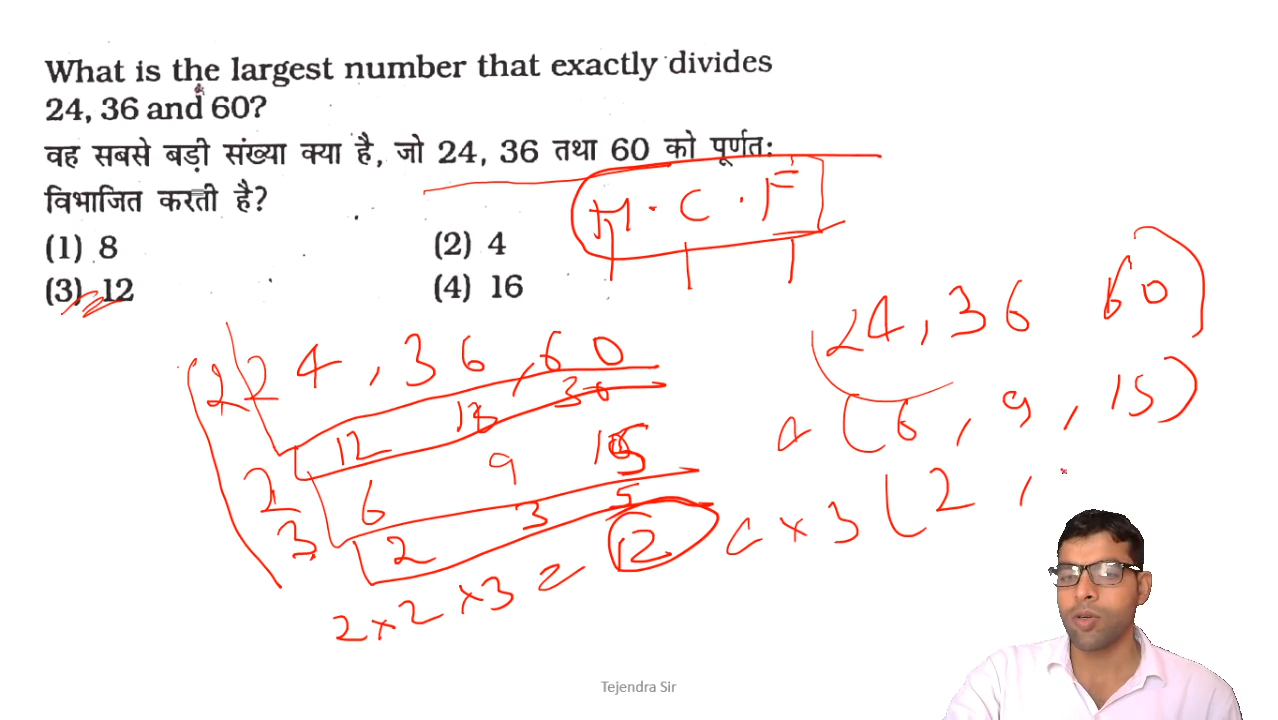 What is the largest number that exactly divides
24, 36 and 60?
वह सबसे बड़ी संख्या क्या है, जो 24, 36 तथा 60 को पूर्णतः
विभाजित करती है?
H.C.F
(1) 8 (2) 4
(3) 12 (4) 16
2 24, 36, 60
2 12 18 30
3 6 9 15
2 3 5
2×2×3= 12
24, 36 60
4(6, 9, 15)
4×3(2,
Tejendra Sir